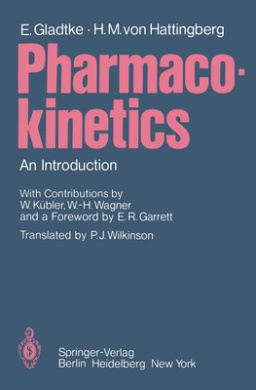 E. Gladtke · H. M. von Hattingberg
Pharmaco-
kinetics
An Introduction
With Contributions by
W. Kübler, W.-H. Wagner
and a Foreword by E. R. Garrett
Translated by P. J. Wilkinson
Springer-Verlag
Berlin Heidelberg New York